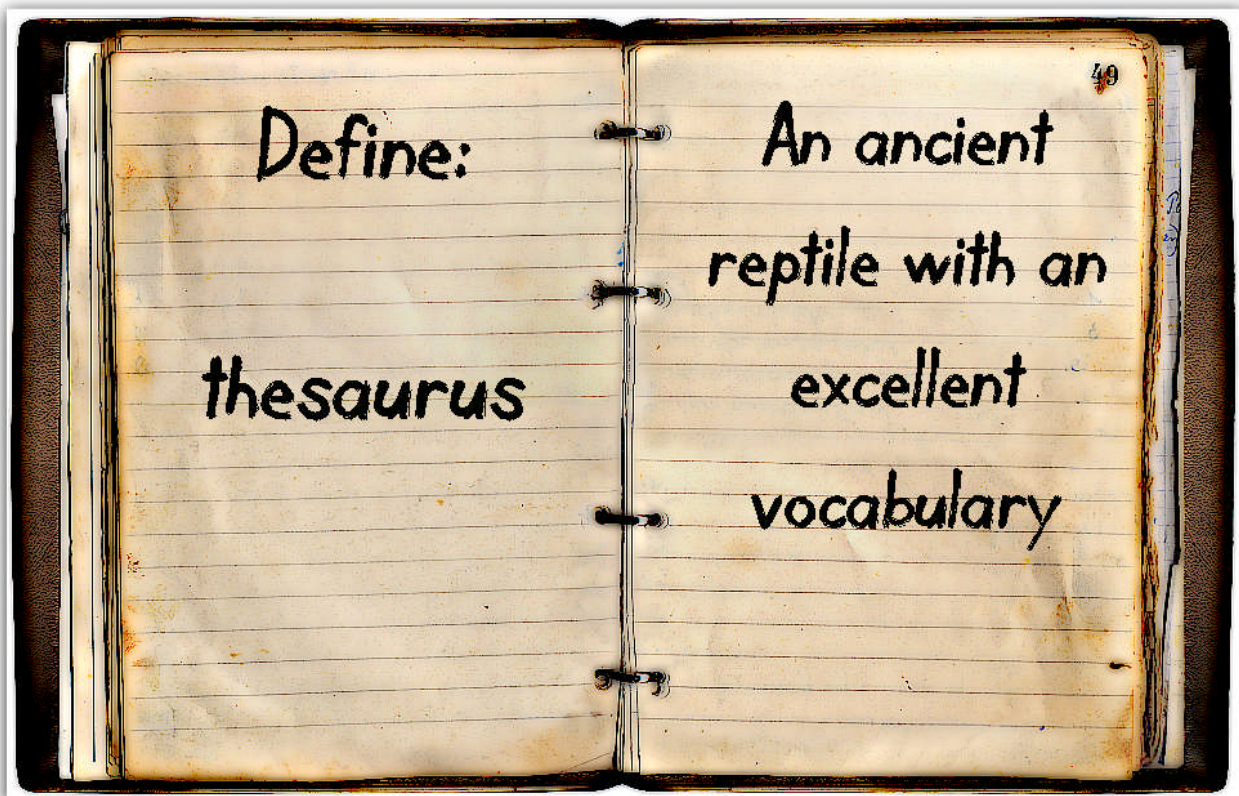 Define:
thesaurus
49
An ancient
reptile with an
excellent
vocabulary